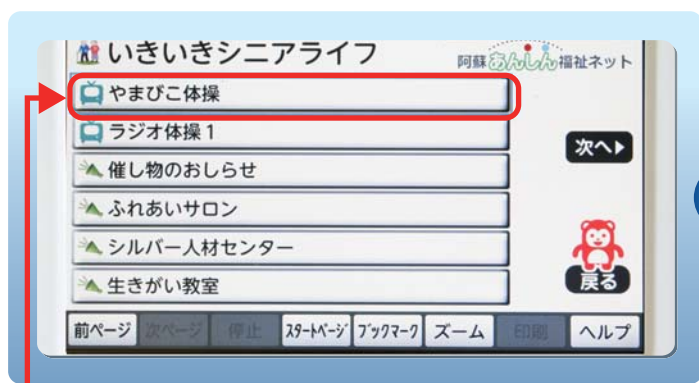 いきいきシニアライフ
阿蘇あんしん福祉ネット
やまびこ体操
ラジオ体操1
次へ
催し物のおしらせ
ふれあいサロン
シルバー人材センター
生きがい教室
戻る
前ページ 次ページ 停止 スタートページ ブックマーク ズーム 印刷 ヘルプ